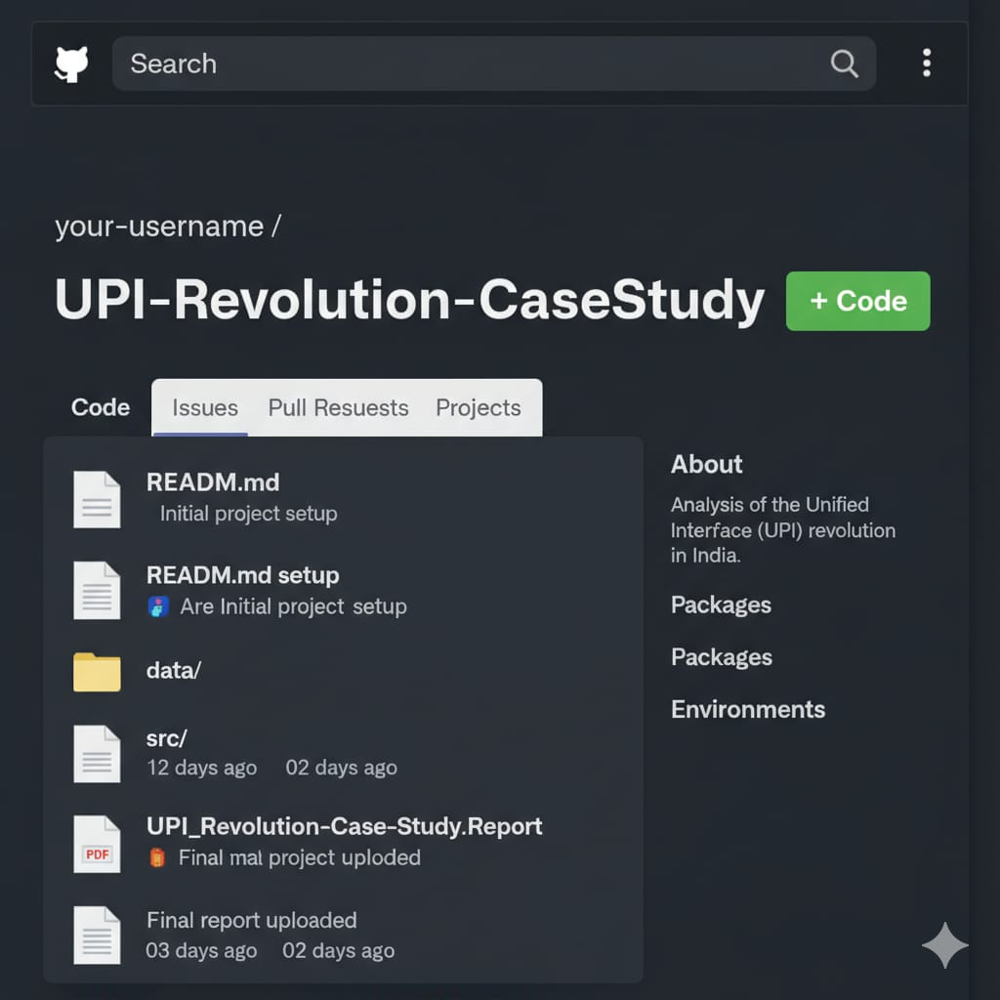 Search
your-username /
UPI-Revolution-CaseStudy
+ Code
Code
Issues
Pull Resuests
Projects
READM.md
Initial project setup
READM.md setup
Are Initial project setup
data/
src/
12 days ago 02 days ago
UPI_Revolution-Case-Study.Report
PDF
Final mal project uploded
Final report uploaded
03 days ago 02 days ago
About
Analysis of the Unified
Interface (UPI) revolution
in India.
Packages
Packages
Environments